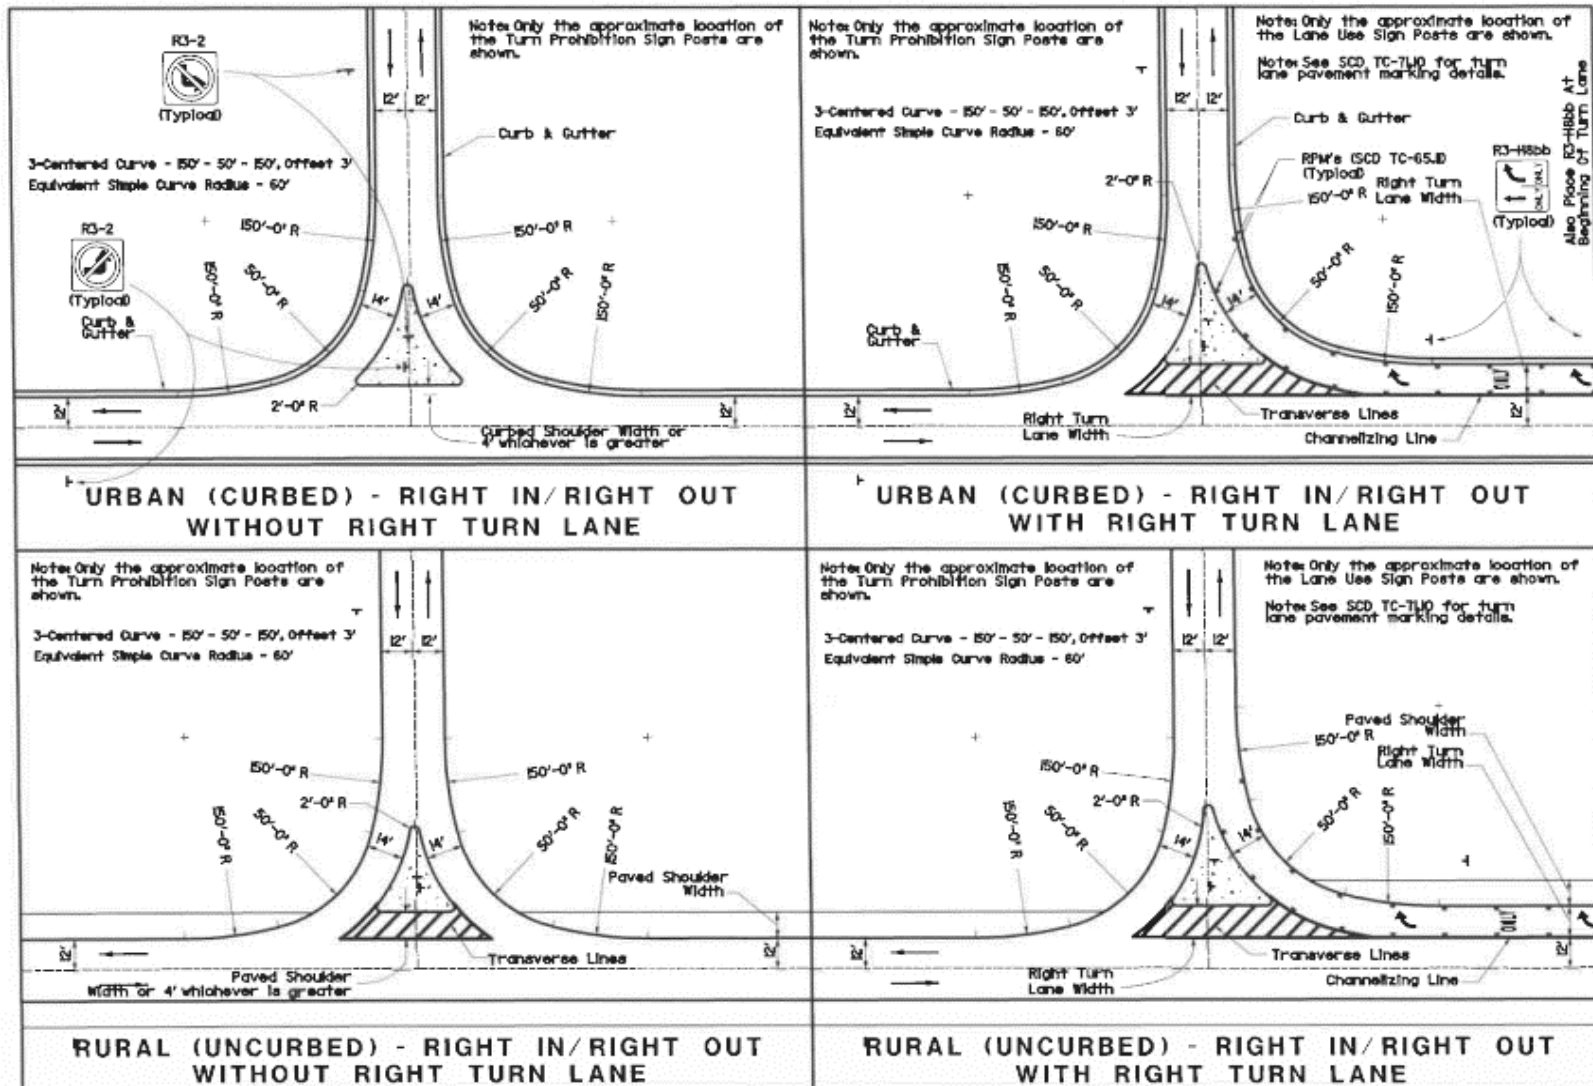 R3-2
(Typical)
Note: Only the approximate location of
the Turn Prohibition Sign Posts are
shown.
12'
12'
3-Centered Curve - 150' - 50' - 150', Offset 3'
Equivalent Simple Curve Radius - 60'
Curb & Gutter
R3-2
(Typical)
150'-0" R
150'-0" R
150'-0" R
50'-0" R
50'-0" R
150'-0" R
14'
14'
Curb &
Gutter
2'-0" R
12'
12'
Curbed Shoulder Width or
4' whichever is greater
URBAN (CURBED) - RIGHT IN/RIGHT OUT
WITHOUT RIGHT TURN LANE
Note: Only the approximate location of
the Turn Prohibition Sign Posts are
shown.
Note: Only the approximate location of
the Lane Use Sign Posts are shown.
Note: See SCD TC-71.10 for turn
lane pavement marking details.
12'
12'
3-Centered Curve - 150' - 50' - 150', Offset 3'
Equivalent Simple Curve Radius - 60'
Curb & Gutter
RPM's (SCD TC-65.11)
(Typical)
2'-0" R
Right Turn
Lane Width
R3-H8bb
ONLY
ONLY
(Typical)
Also Place R3-H8bb At
Beginning Of Turn Lane
150'-0" R
150'-0" R
150'-0" R
50'-0" R
50'-0" R
150'-0" R
14'
14'
Curb &
Gutter
ONLY
12'
12'
Right Turn
Lane Width
Transverse Lines
Channelizing Line
URBAN (CURBED) - RIGHT IN/RIGHT OUT
WITH RIGHT TURN LANE
Note: Only the approximate location of
the Turn Prohibition Sign Posts are
shown.
12'
12'
3-Centered Curve - 150' - 50' - 150', Offset 3'
Equivalent Simple Curve Radius - 60'
150'-0" R
150'-0" R
2'-0" R
150'-0" R
50'-0" R
50'-0" R
150'-0" R
14'
14'
Paved Shoulder
Width
12'
12'
Transverse Lines
Paved Shoulder
Width or 4' whichever is greater
RURAL (UNCURBED) - RIGHT IN/RIGHT OUT
WITHOUT RIGHT TURN LANE
Note: Only the approximate location of
the Turn Prohibition Sign Posts are
shown.
Note: Only the approximate location of
the Lane Use Sign Posts are shown.
Note: See SCD TC-71.10 for turn
lane pavement marking details.
12'
12'
3-Centered Curve - 150' - 50' - 150', Offset 3'
Equivalent Simple Curve Radius - 60'
Paved Shoulder
Width
150'-0" R
Right Turn
Lane Width
150'-0" R
2'-0" R
150'-0" R
50'-0" R
50'-0" R
150'-0" R
14'
14'
ONLY
12'
12'
Right Turn
Lane Width
Transverse Lines
Channelizing Line
RURAL (UNCURBED) - RIGHT IN/RIGHT OUT
WITH RIGHT TURN LANE